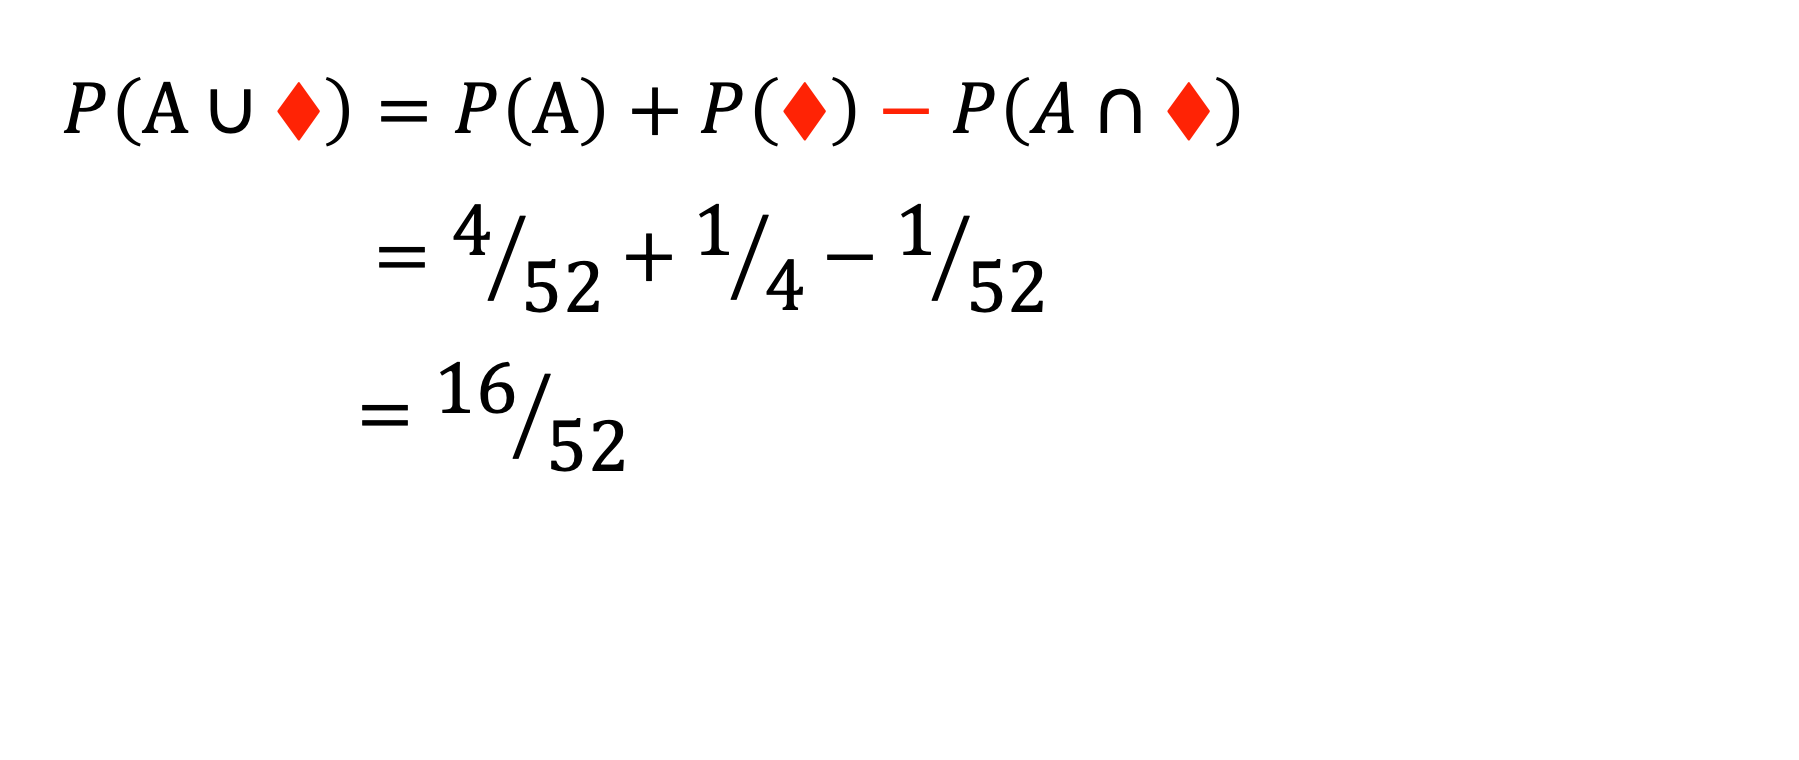 P(A ∪ ♦) = P(A) + P(♦) − P(A ∩ ♦)
= 4/52 + 1/4 − 1/52
= 16/52